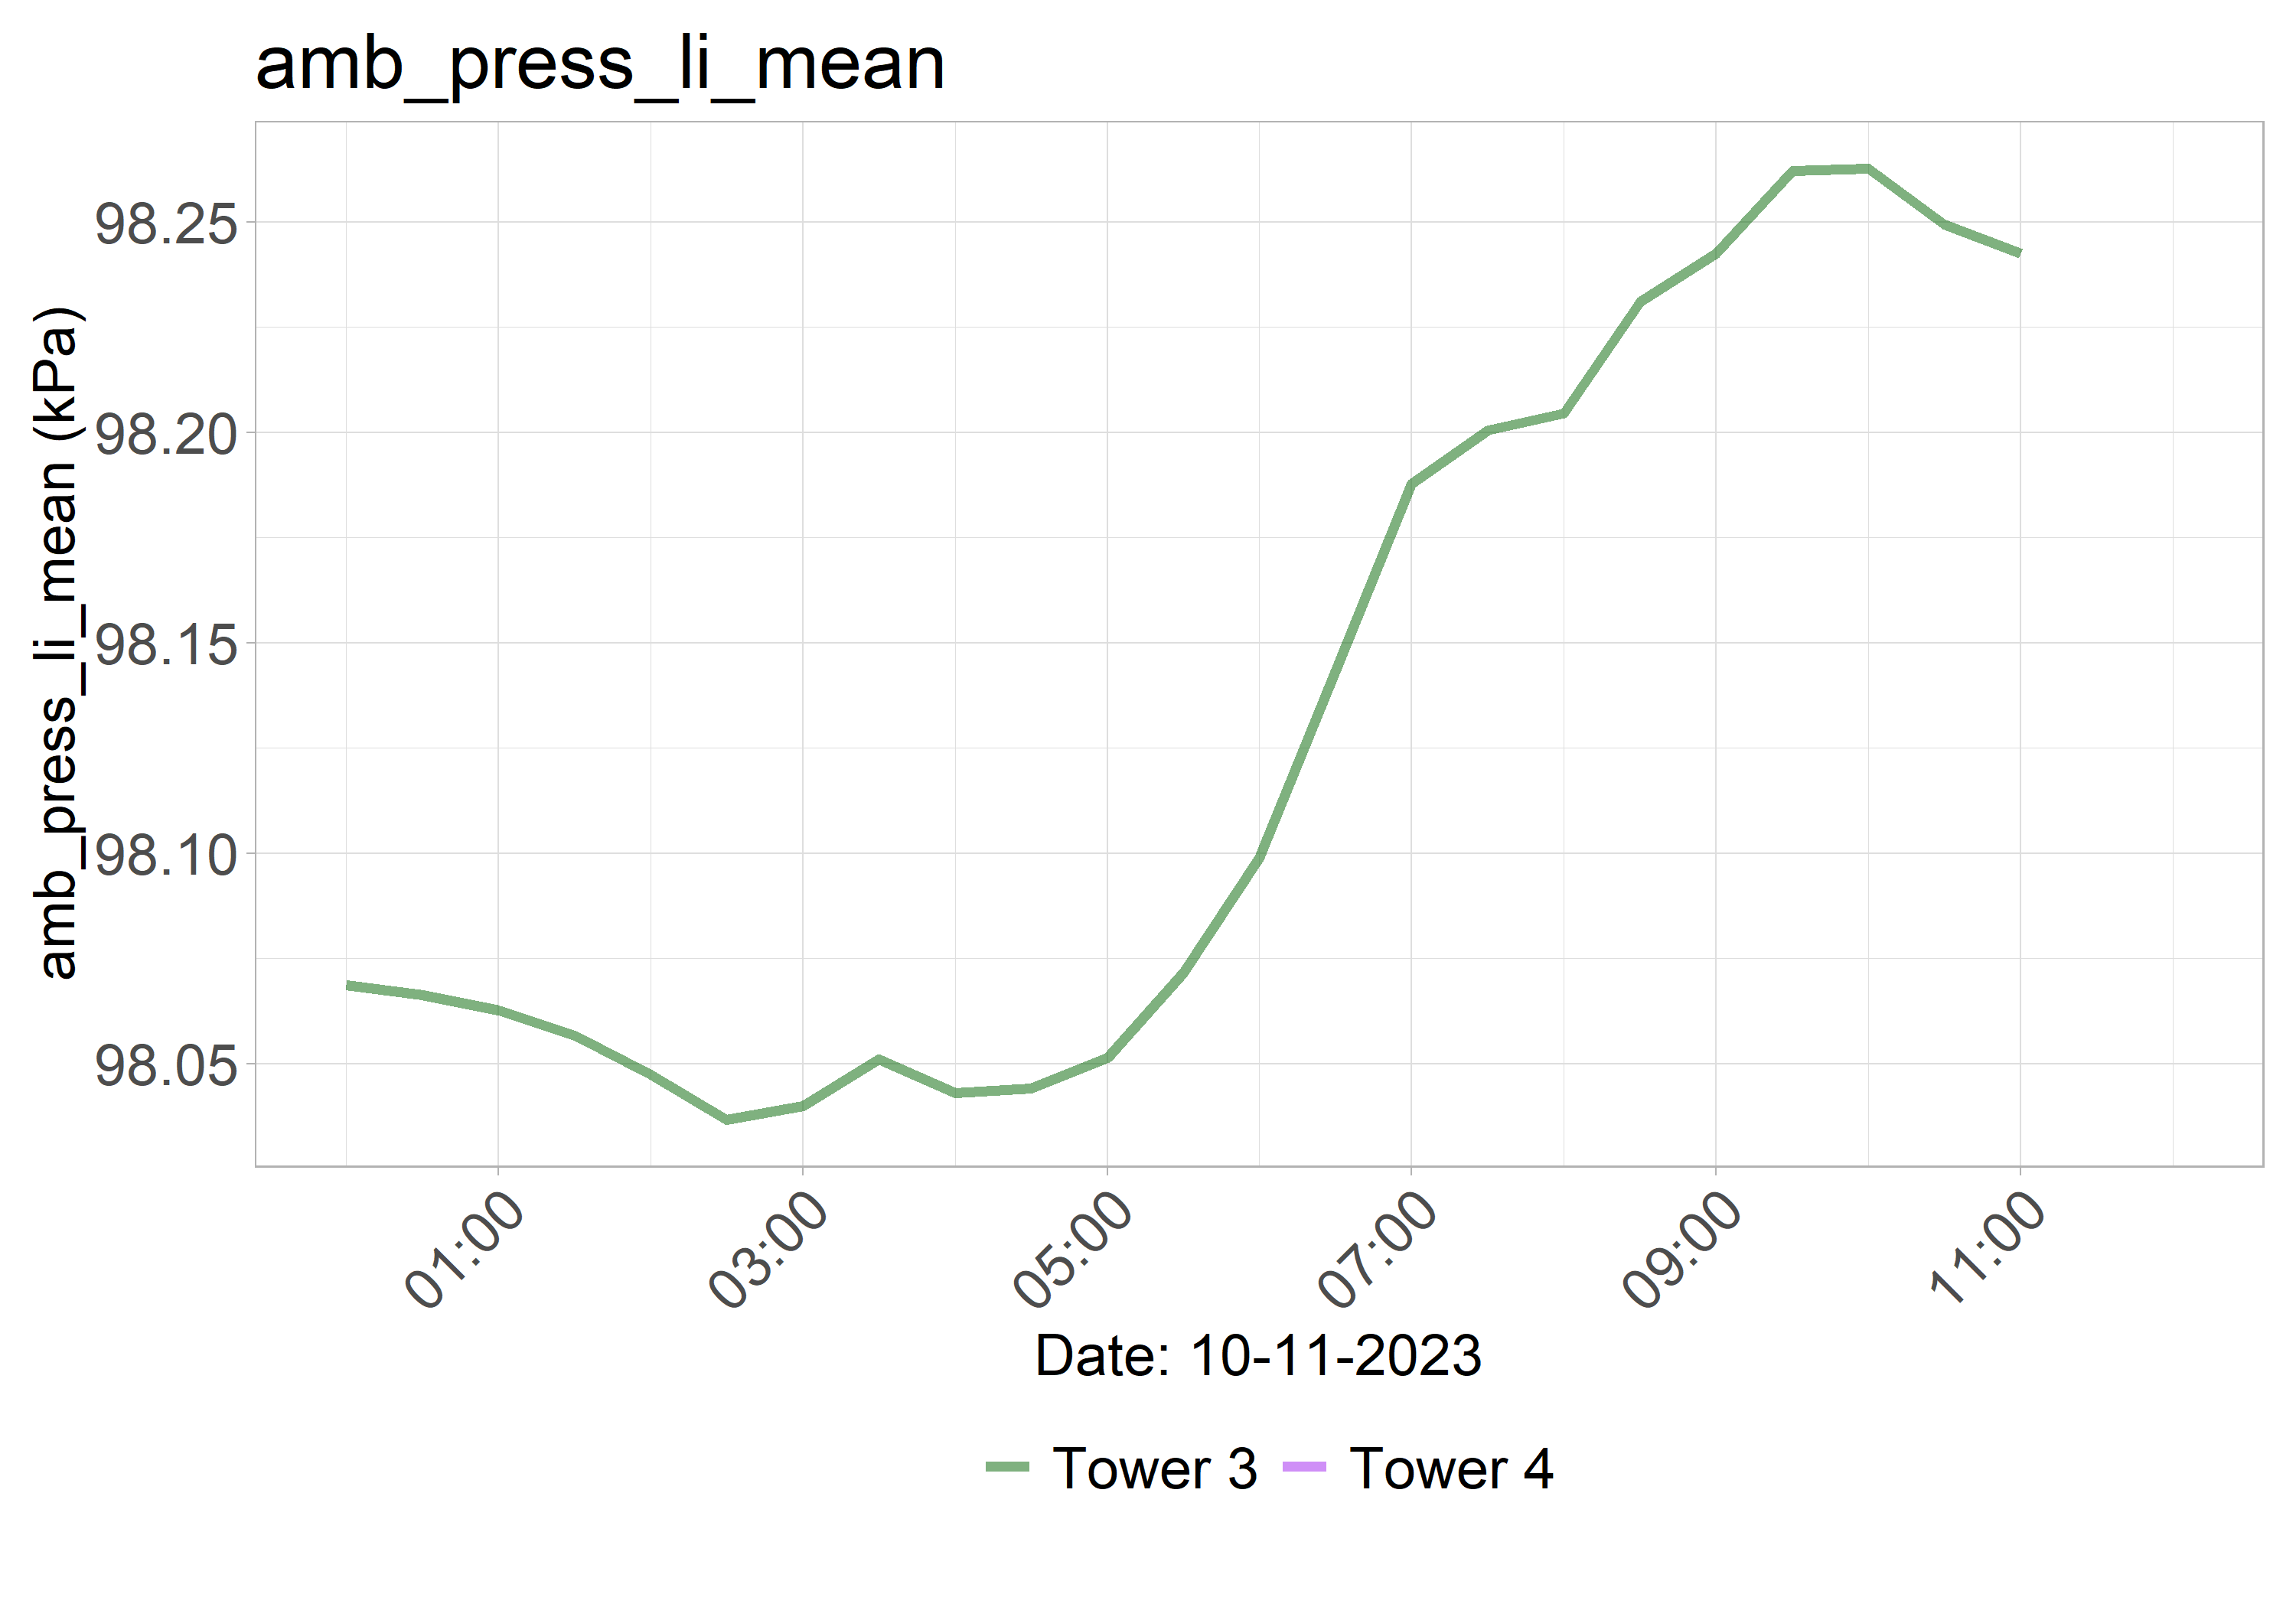 amb_press_li_mean
amb_press_li_mean (kPa)
98.25
98.20
98.15
98.10
98.05
01:00 03:00 05:00 07:00 09:00 11:00
Date: 10-11-2023
Tower 3 Tower 4